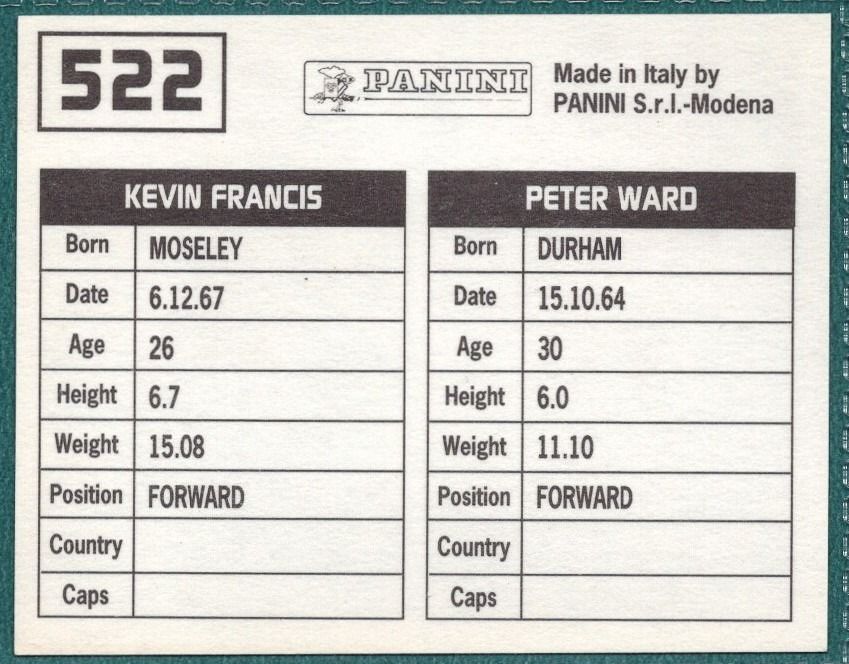 522
PANINI
Made in Italy by
PANINI S.r.l.-Modena
KEVIN FRANCIS
Born MOSELEY
Date 6.12.67
Age 26
Height 6.7
Weight 15.08
Position FORWARD
Country
Caps
PETER WARD
Born DURHAM
Date 15.10.64
Age 30
Height 6.0
Weight 11.10
Position FORWARD
Country
Caps